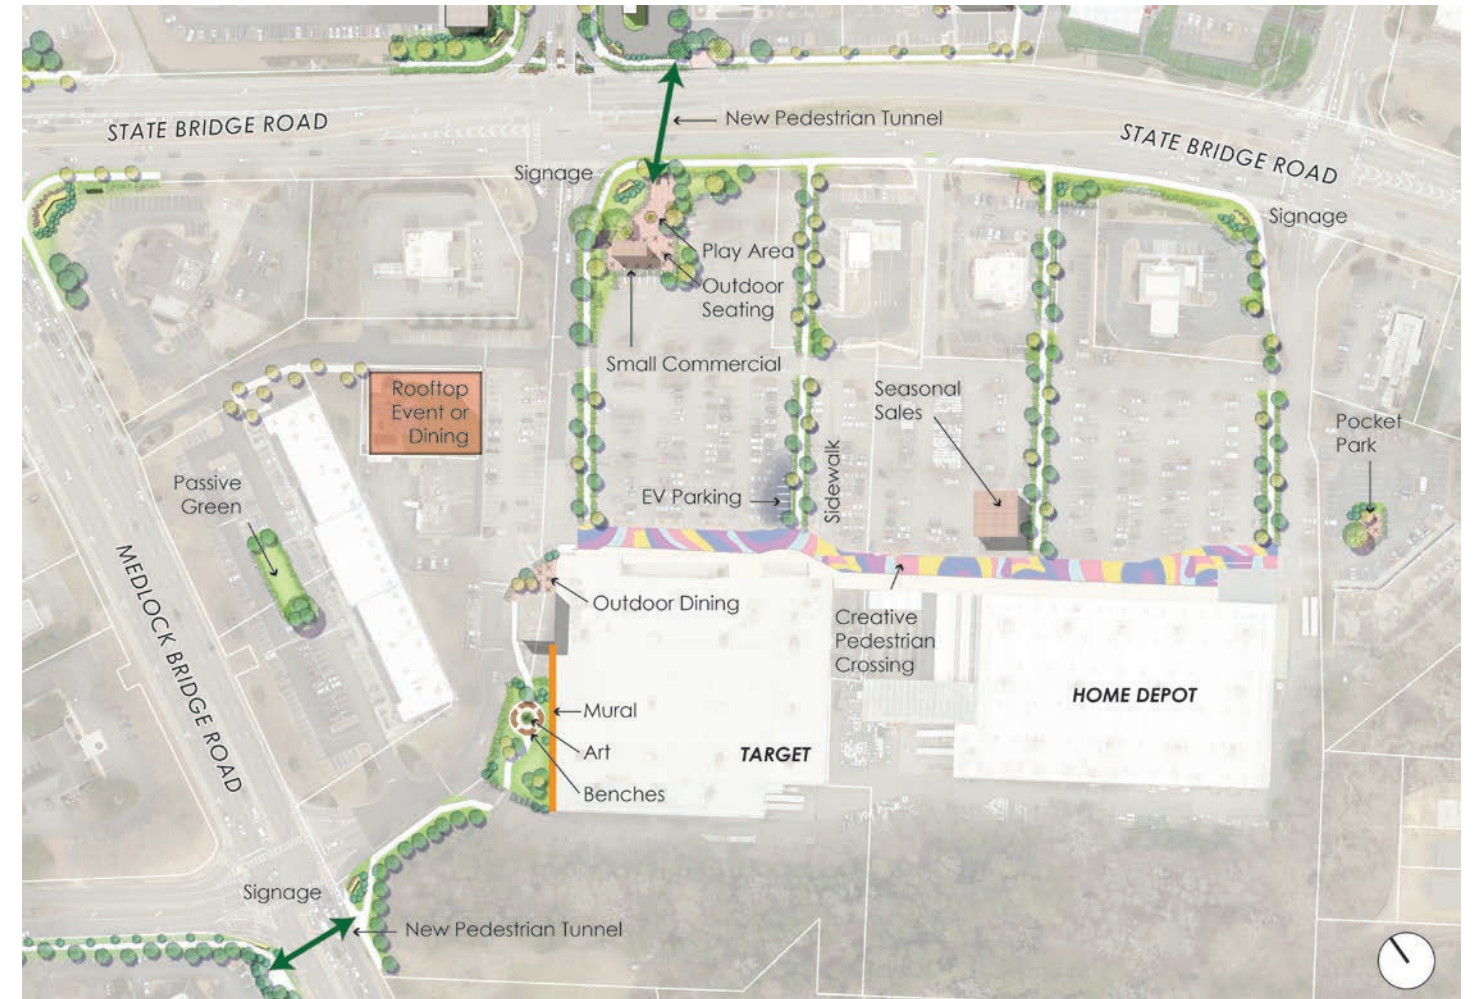 New Pedestrian Tunnel
STATE BRIDGE ROAD
STATE BRIDGE ROAD
Signage
Signage
Play Area
Outdoor
Seating
Small Commercial
Rooftop
Event or
Dining
Seasonal
Sales
Pocket
Park
Passive
Green
EV Parking
Sidewalk
MEDLOCK BRIDGE ROAD
Outdoor Dining
Creative
Pedestrian
Crossing
HOME DEPOT
Mural
Art
TARGET
Benches
Signage
New Pedestrian Tunnel